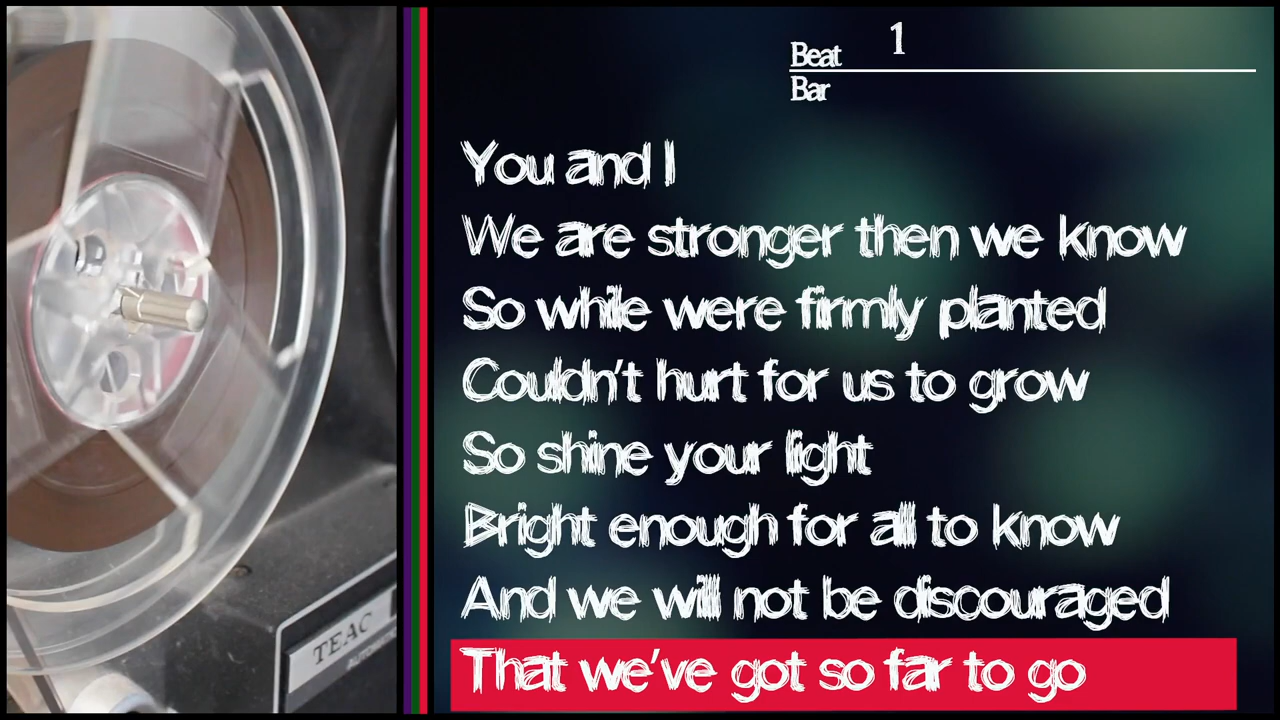 Beat 1
Bar
You and I
We are stronger then we know
So while were firmly planted
Couldn't hurt for us to grow
So shine your light
Bright enough for all to know
And we will not be discouraged
That we've got so far to go
TEAC